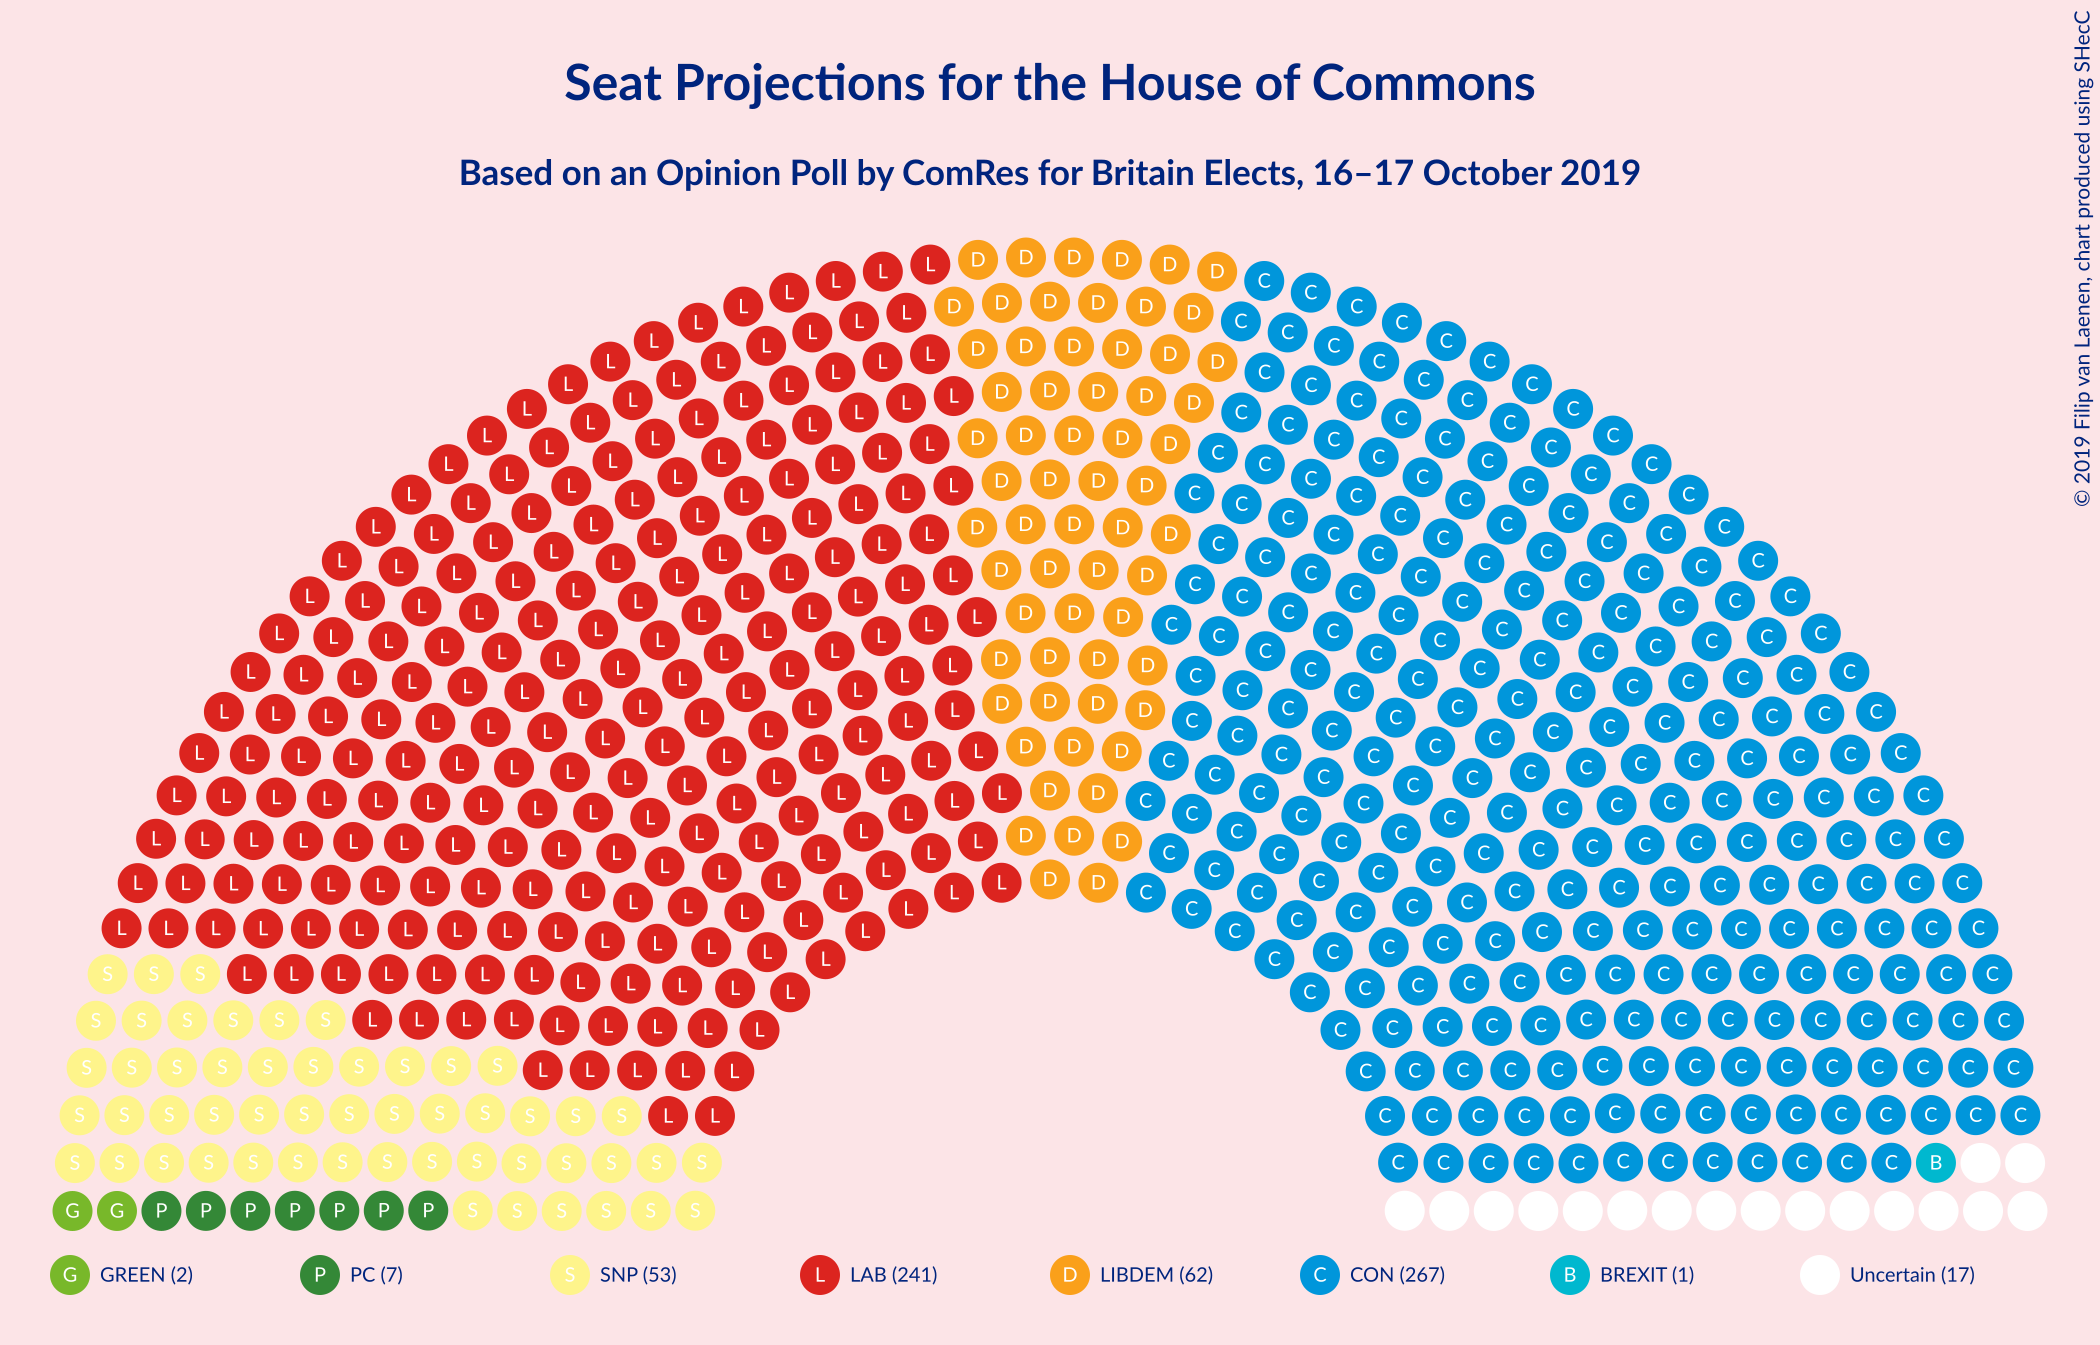 Seat Projections for the House of Commons
Based on an Opinion Poll by ComRes for Britain Elects, 16–17 October 2019
© 2019 Filip van Laenen, chart produced using SHecC
G GREEN (2)
P PC (7)
S SNP (53)
L LAB (241)
D LIBDEM (62)
C CON (267)
B BREXIT (1)
Uncertain (17)